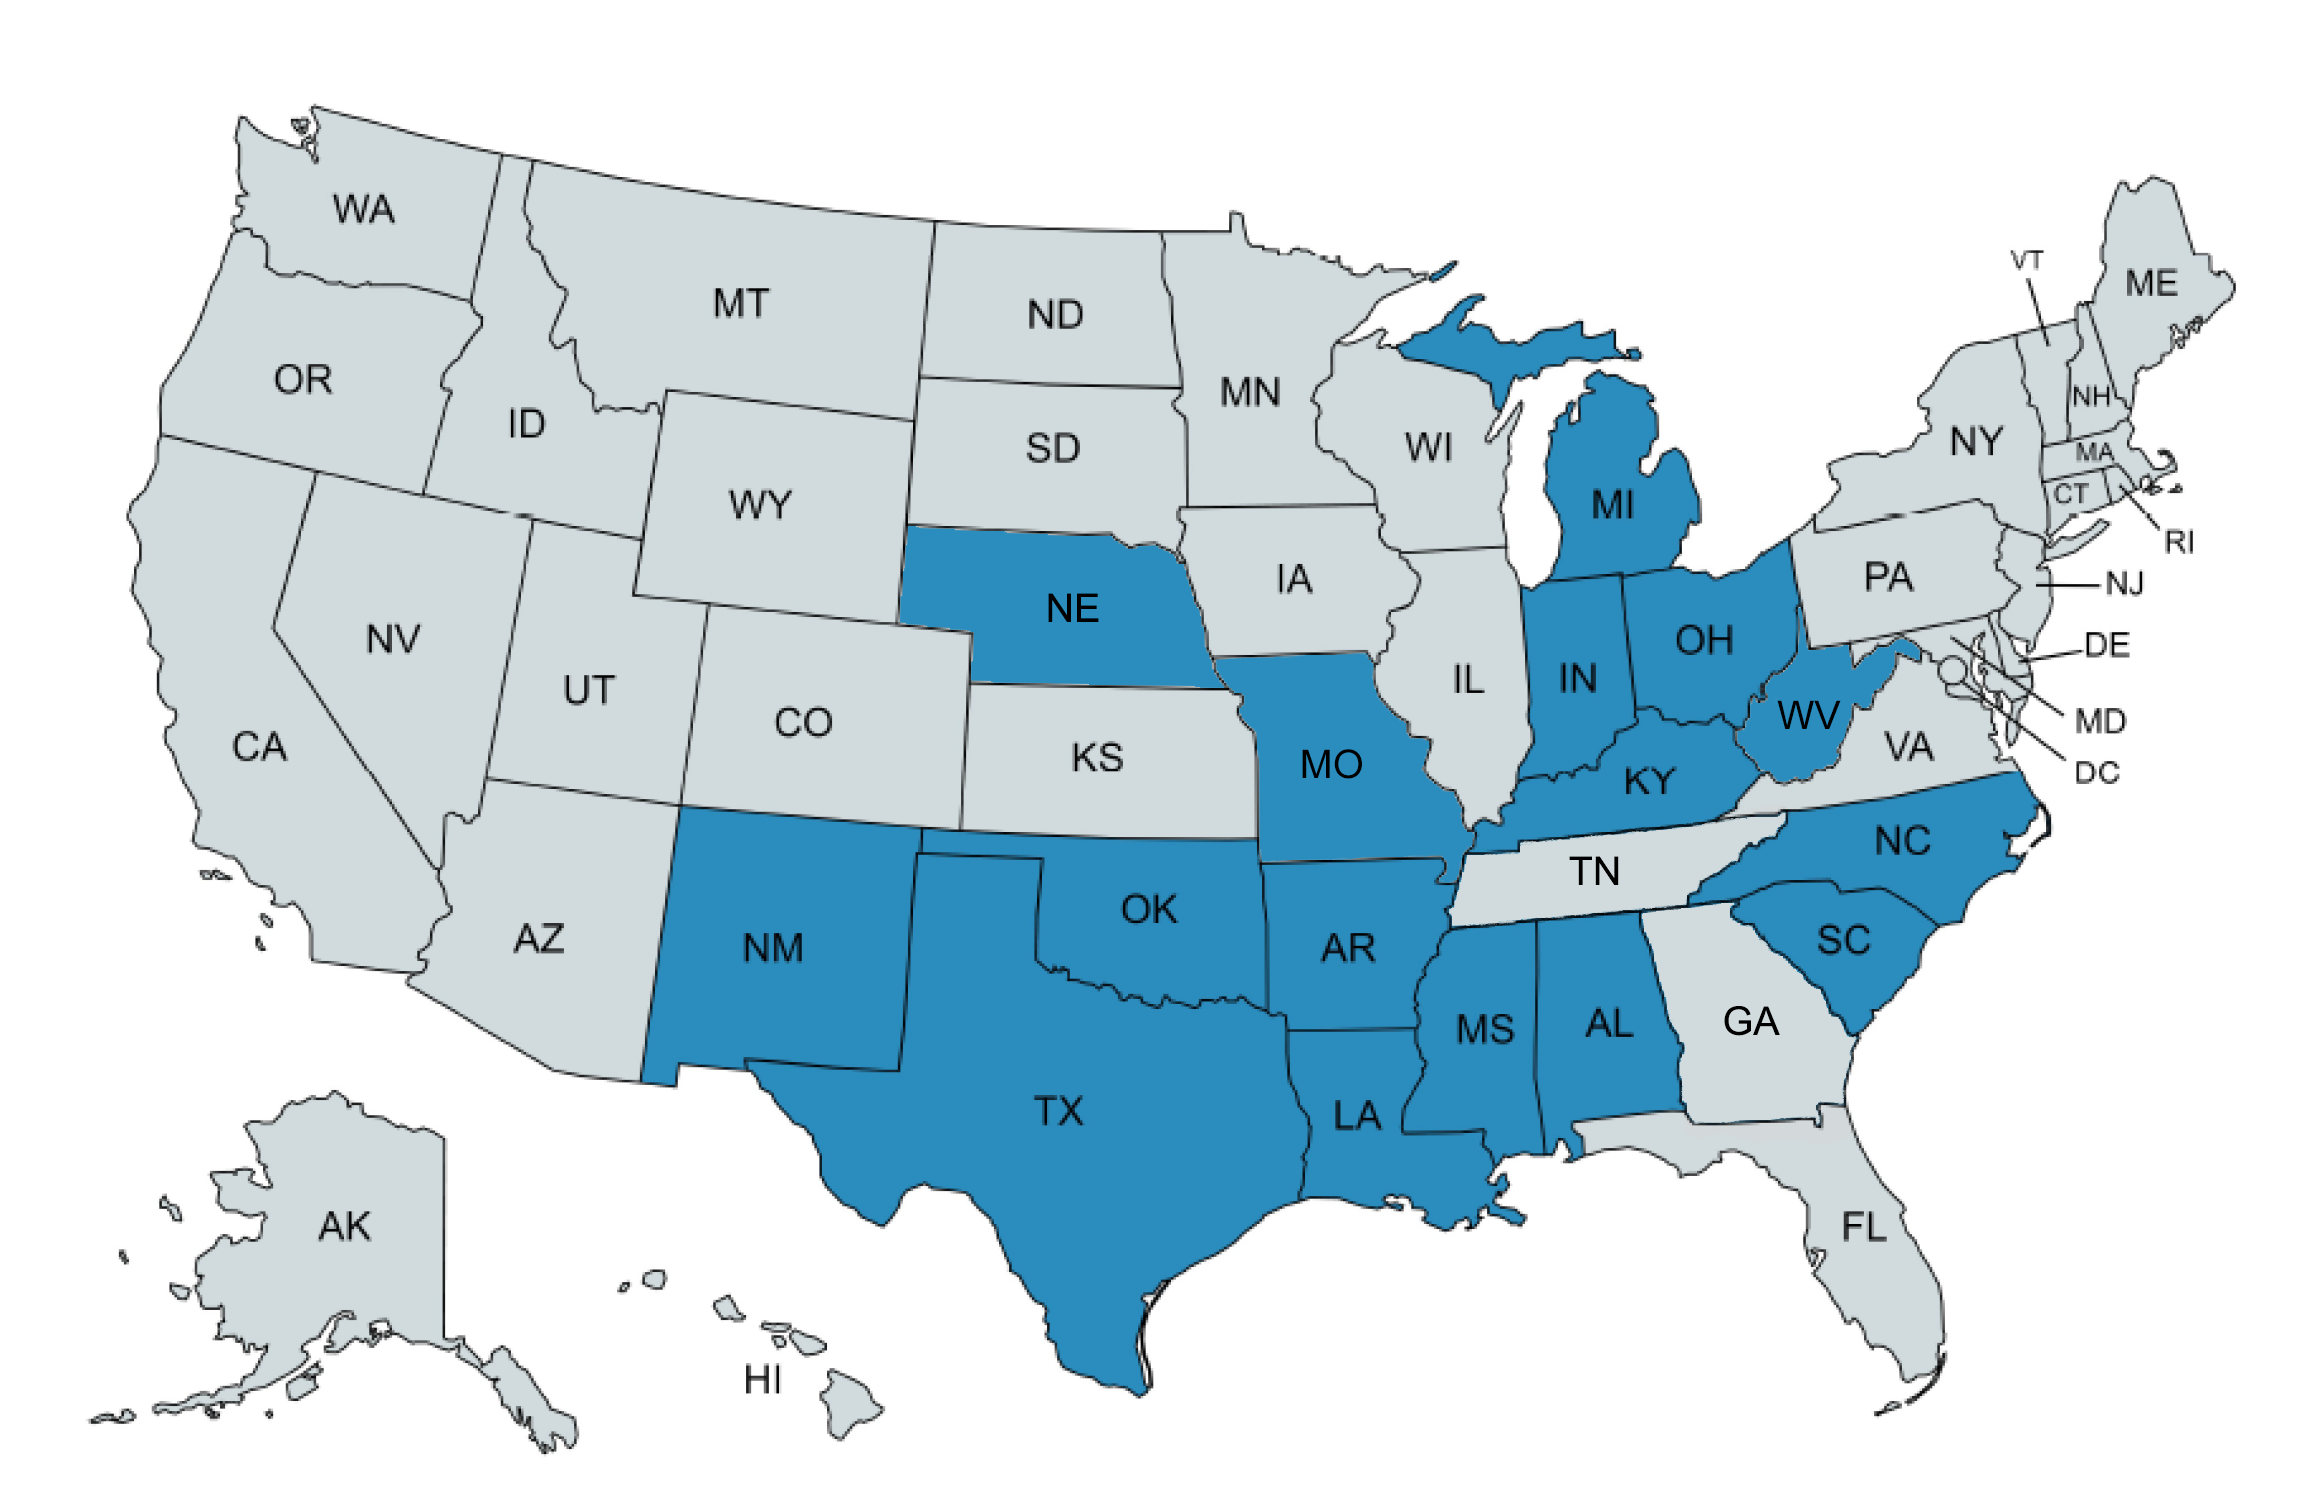 WA
MT
ND
MN
VT
ME
OR
ID
SD
WI
NH
NY
MA
WY
MI
CT
RI
NE
IA
PA
NJ
NV
UT
CO
IL
IN
OH
DE
WV
MD
CA
KS
MO
KY
VA
DC
AZ
NM
OK
AR
TN
NC
SC
TX
LA
MS
AL
GA
AK
HI
FL